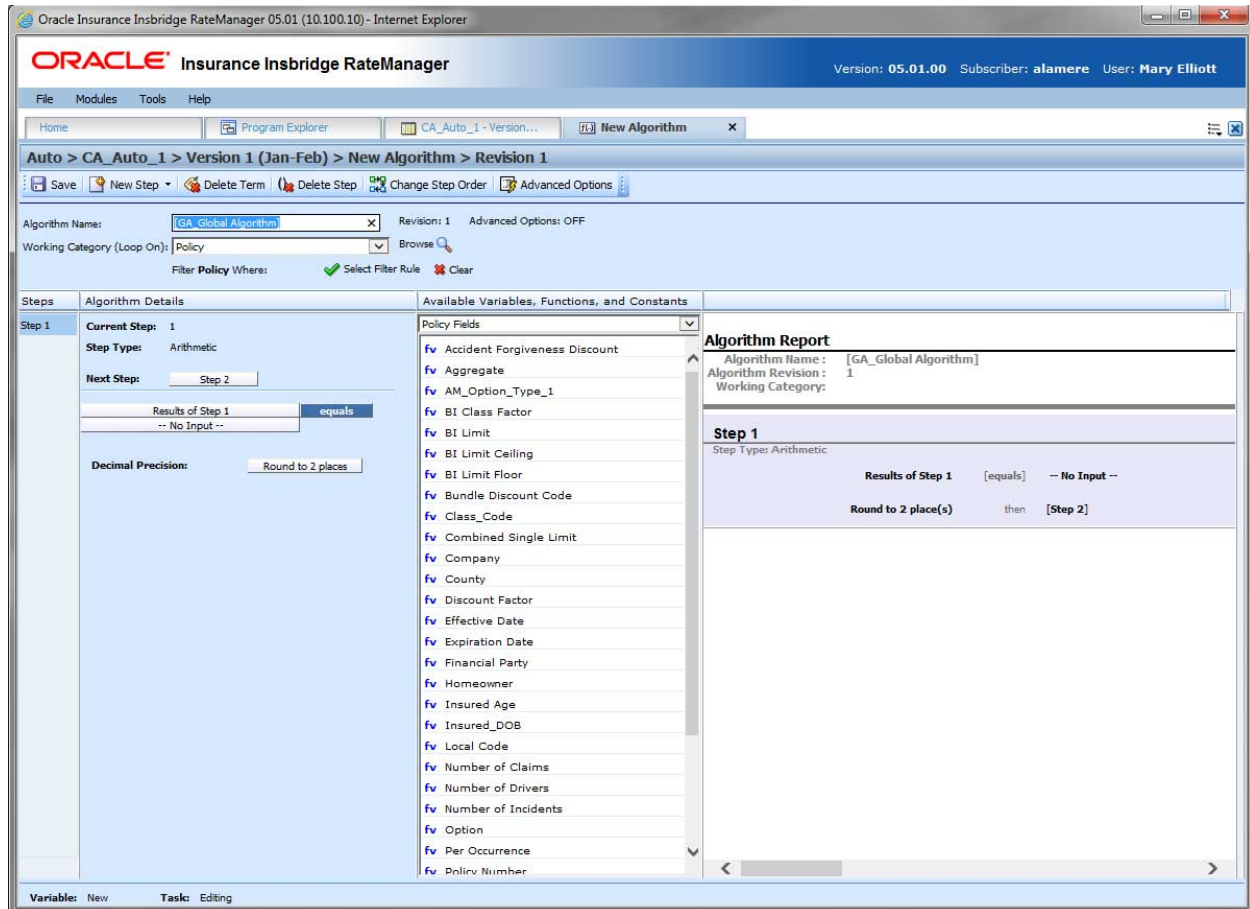 Oracle Insurance Insbridge RateManager 05.01 (10.100.10) - Internet Explorer
ORACLE Insurance Insbridge RateManager
Version: 05.01.00 Subscriber: alamere User: Mary Elliott
File Modules Tools Help
Home Program Explorer CA_Auto_1 - Version... New Algorithm
Auto > CA_Auto_1 > Version 1 (Jan-Feb) > New Algorithm > Revision 1
Save New Step Delete Term Delete Step Change Step Order Advanced Options
Algorithm Name: [GA_Global Algorithm] Revision: 1 Advanced Options: OFF
Working Category (Loop On): Policy Browse
Filter Policy Where: Select Filter Rule Clear
Steps Algorithm Details Available Variables, Functions, and Constants
Step 1
Current Step: 1
Step Type: Arithmetic
Next Step: Step 2
Results of Step 1 equals
-- No Input --
Decimal Precision: Round to 2 places
Policy Fields
fv Accident Forgiveness Discount
fv Aggregate
fv AM_Option_Type_1
fv BI Class Factor
fv BI Limit
fv BI Limit Ceiling
fv BI Limit Floor
fv Bundle Discount Code
fv Class_Code
fv Combined Single Limit
fv Company
fv County
fv Discount Factor
fv Effective Date
fv Expiration Date
fv Financial Party
fv Homeowner
fv Insured Age
fv Insured_DOB
fv Local Code
fv Number of Claims
fv Number of Drivers
fv Number of Incidents
fv Option
fv Per Occurrence
fv Policy Number
Algorithm Report
Algorithm Name : [GA_Global Algorithm]
Algorithm Revision : 1
Working Category:
Step 1
Step Type: Arithmetic
Results of Step 1 [equals] -- No Input --
Round to 2 place(s) then [Step 2]
Variable: New Task: Editing